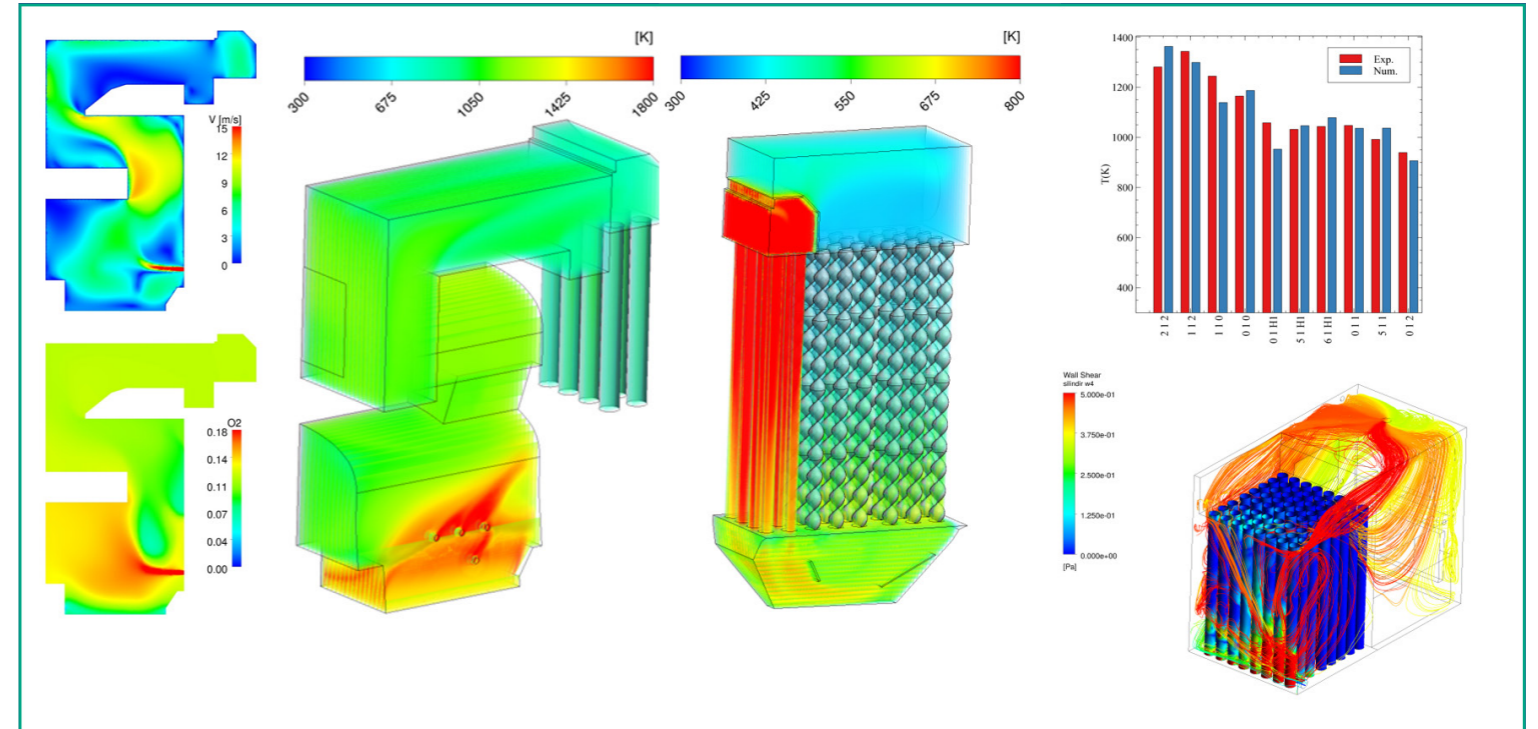 V [m/s]
15
12
9
6
3
0
O2
0.18
0.14
0.11
0.07
0.04
0.00
[K]
300
675
1050
1425
1800
[K]
300
425
550
675
800
1400
1200
1000
800
600
400
T(K)
Exp.
Num.
2 1 2
1 1 2
1 1 0
0 1 0
0 1 H1
5 1 H1
6 1 H1
0 1 1
5 1 1
0 1 2
Wall Shear
silindir w4
5.000e-01
3.750e-01
2.500e-01
1.250e-01
0.000e+00
[Pa]